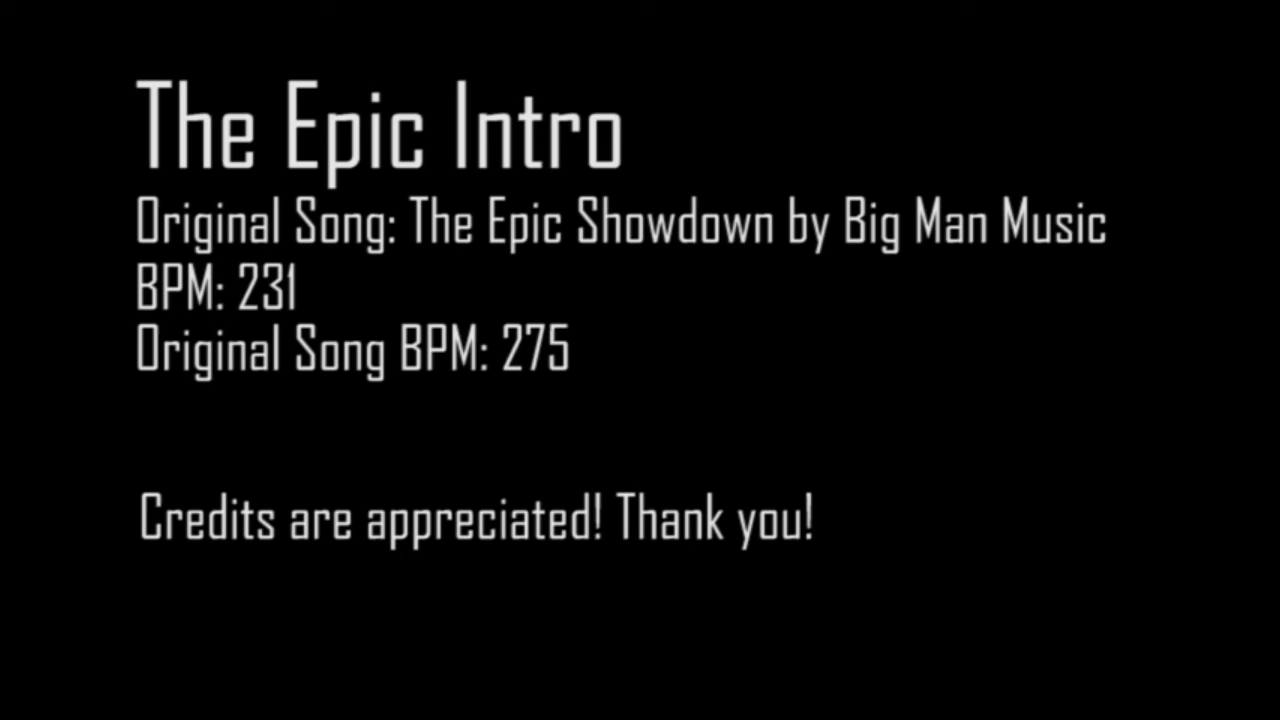 The Epic Intro
Original Song: The Epic Showdown by Big Man Music
BPM: 231
Original Song BPM: 275
Credits are appreciated! Thank you!